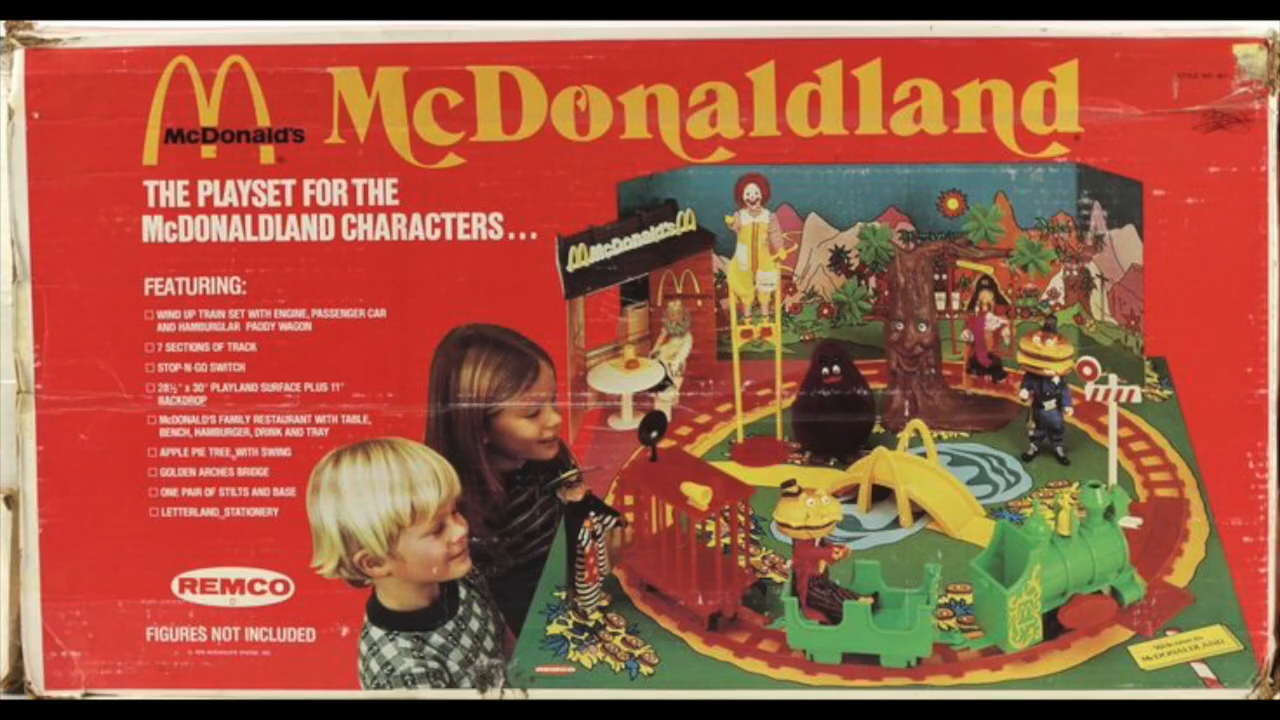 McDonald's
McDonaldland
THE PLAYSET FOR THE
McDONALDLAND CHARACTERS...
FEATURING:
WIND UP TRAIN SET WITH ENGINE, PASSENGER CAR
AND HAMBURGLAR PADDY WAGON
7 SECTIONS OF TRACK
STOP-N-GO SWITCH
28½" x 30" PLAYLAND SURFACE PLUS 11"
BACKDROP
McDONALD'S FAMILY RESTAURANT WITH TABLE,
BENCH, HAMBURGER, DRINK AND TRAY
APPLE PIE TREE WITH SWING
GOLDEN ARCHES BRIDGE
ONE PAIR OF STILTS AND BASE
LETTERLAND STATIONERY
REMCO
FIGURES NOT INCLUDED
McDonald's
Welcome to
McDONALDLAND